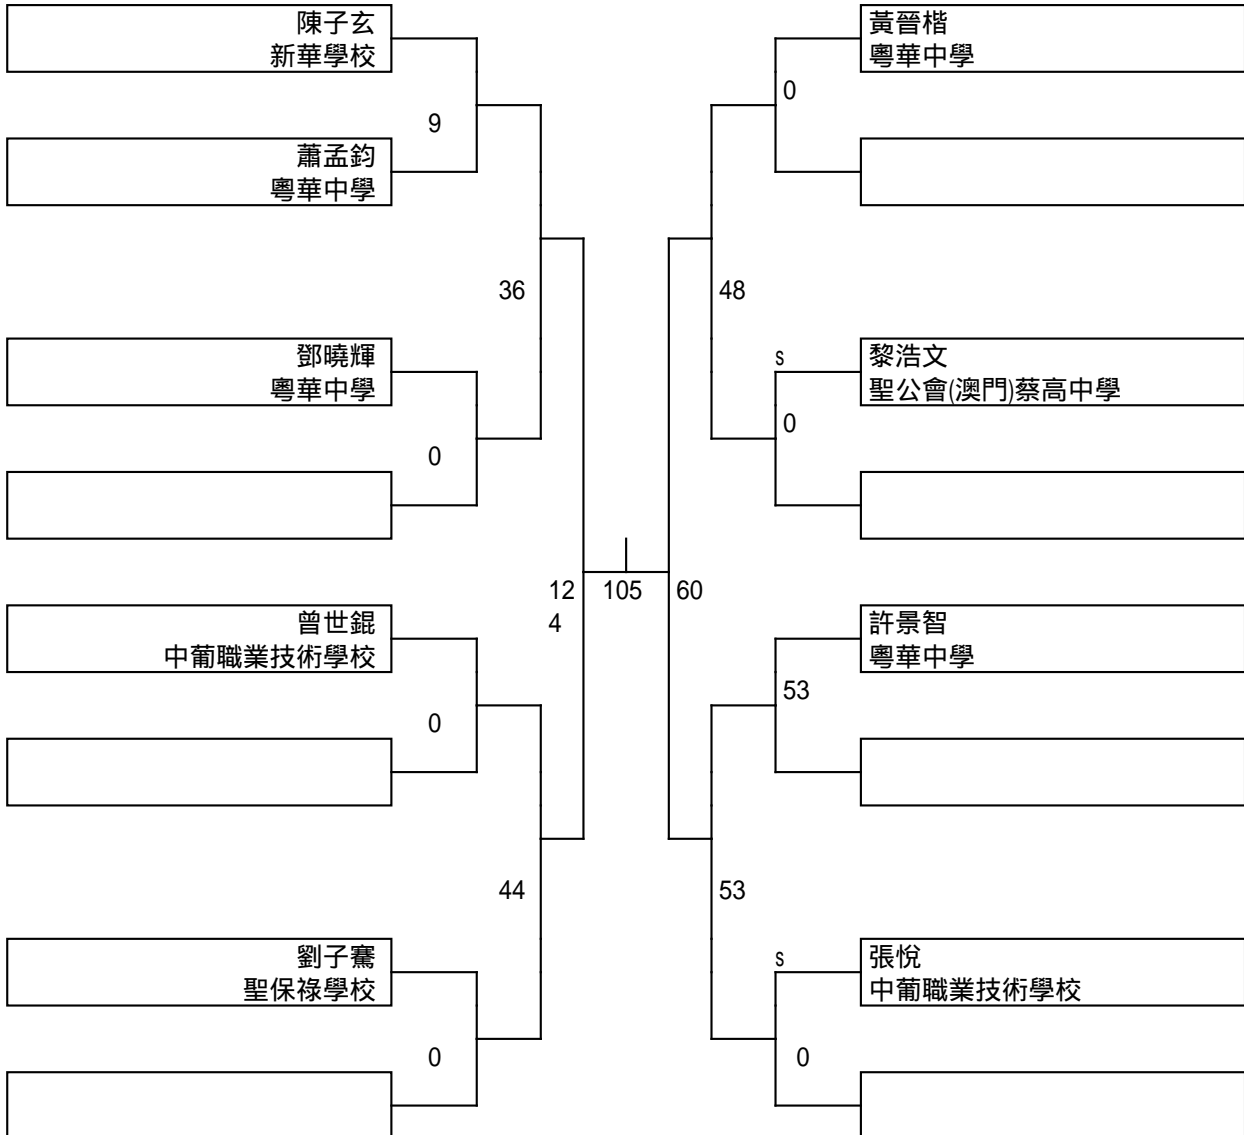 陳子玄
新華學校
9
蕭孟鈞
粵華中學
36
鄧曉輝
粵華中學
0
12
4
105
曾世錕
中葡職業技術學校
0
44
劉子騫
聖保祿學校
0
黃晉楷
粵華中學
0
48
s
黎浩文
聖公會(澳門)蔡高中學
0
60
許景智
粵華中學
53
53
s
張悅
中葡職業技術學校
0